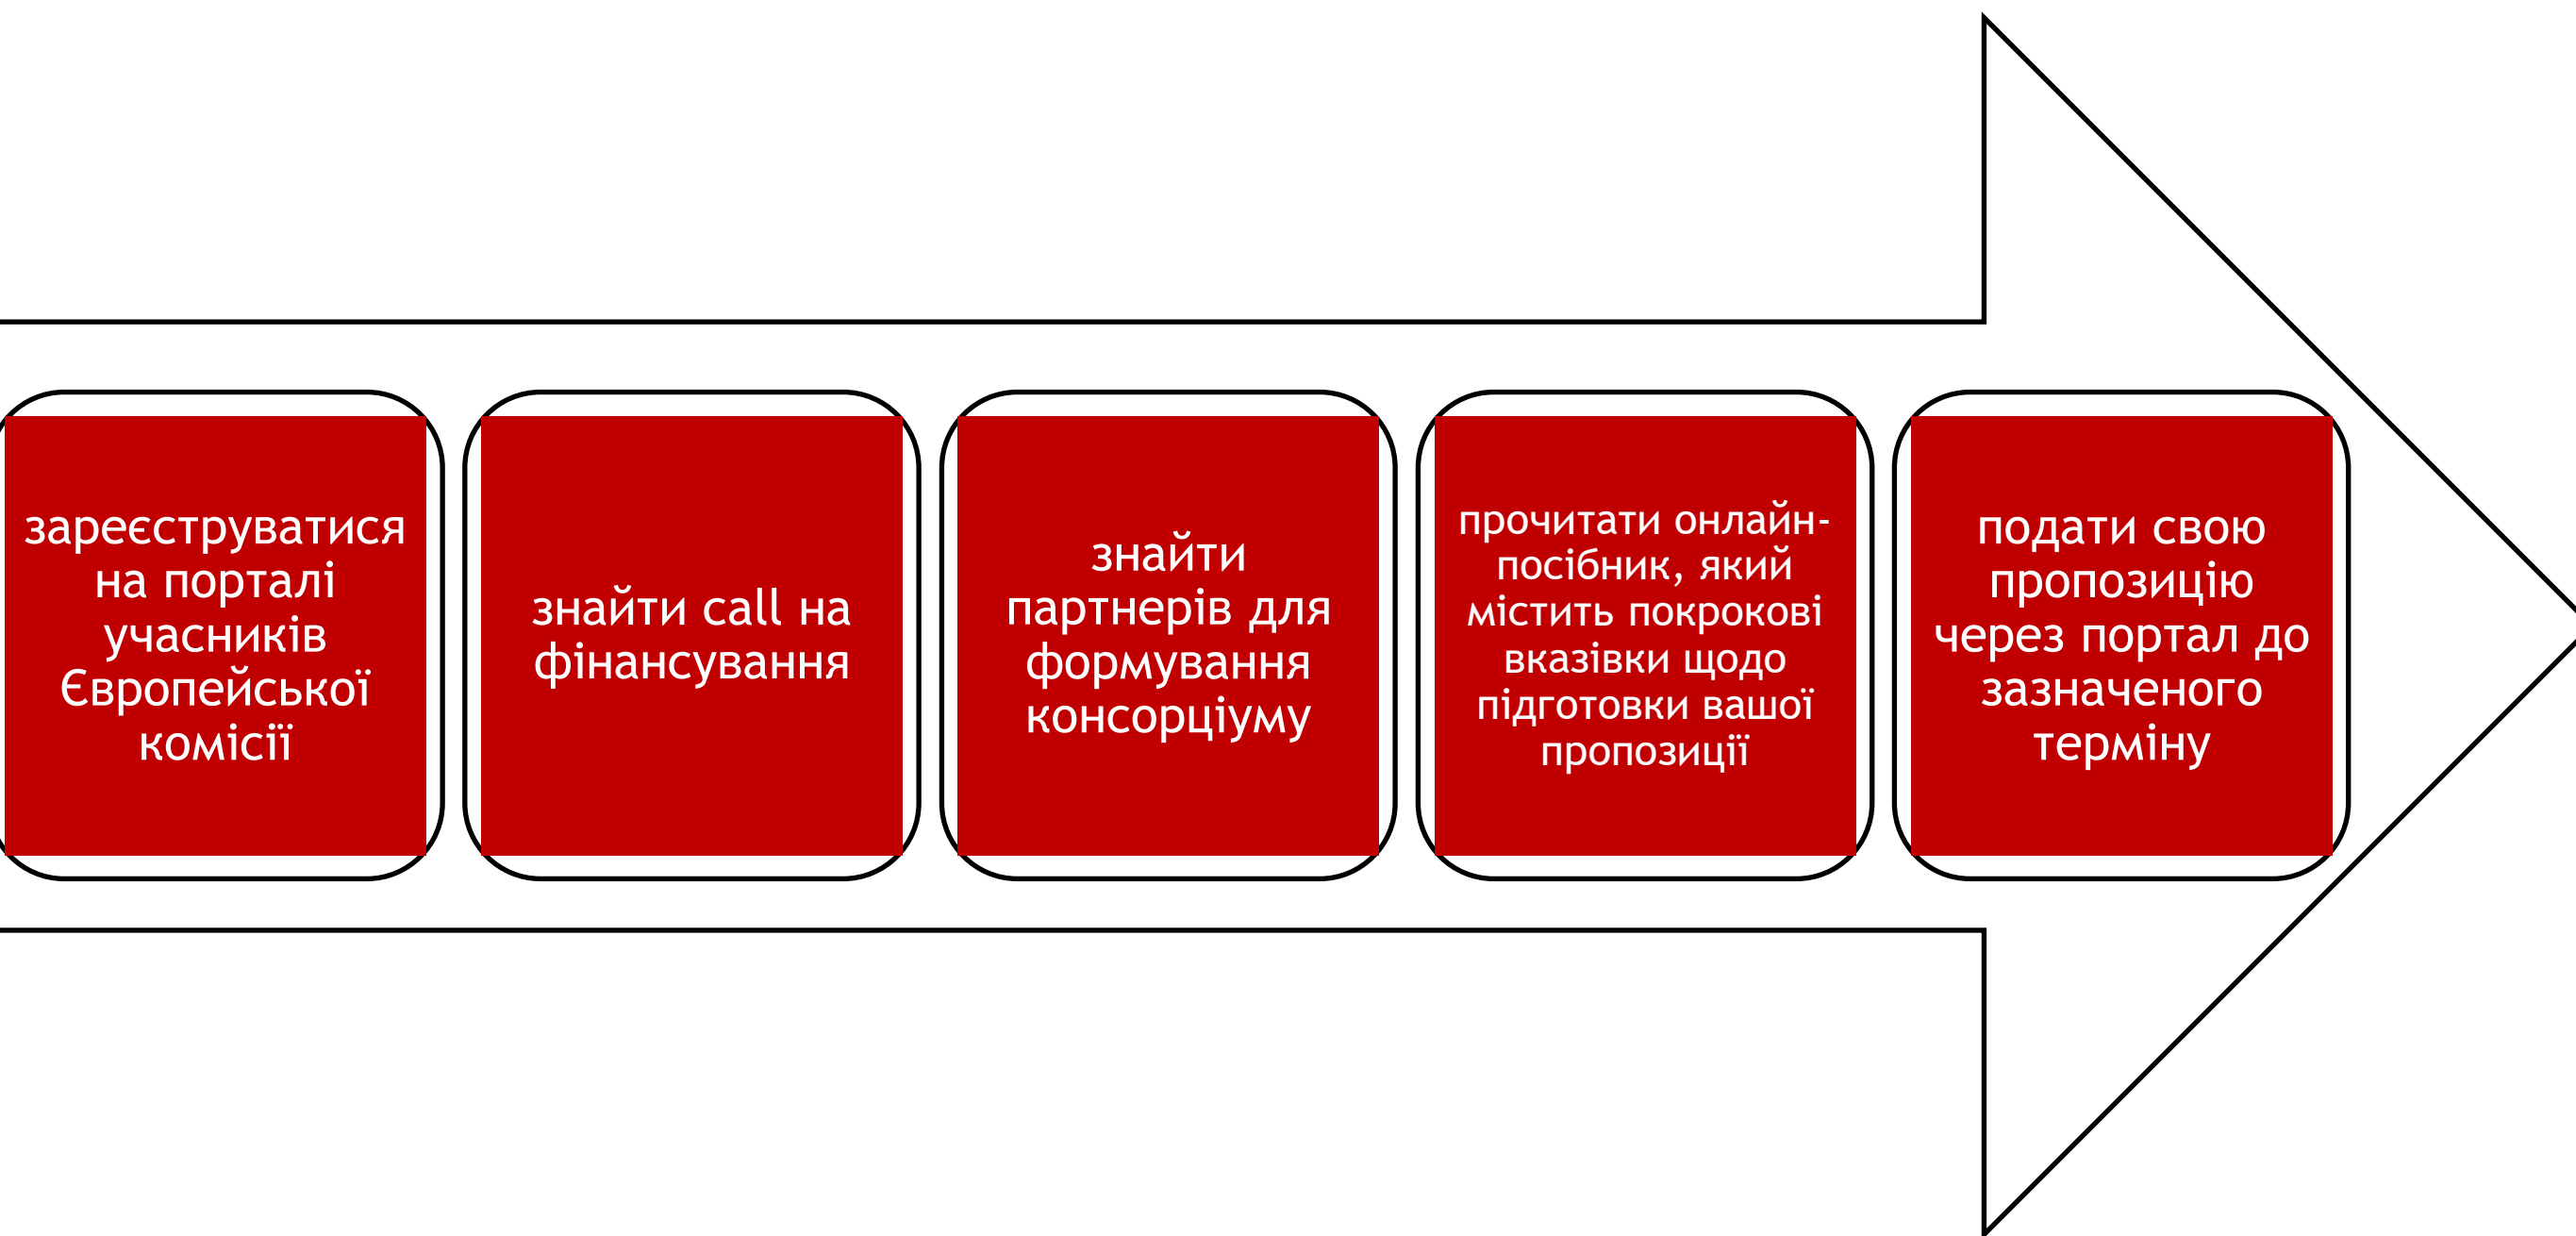 зареєструватися
на порталі
учасників
Європейської
комісії
знайти call на
фінансування
знайти
партнерів для
формування
консорціуму
прочитати онлайн-
посібник, який
містить покрокові
вказівки щодо
підготовки вашої
пропозиції
подати свою
пропозицію
через портал до
зазначеного
терміну